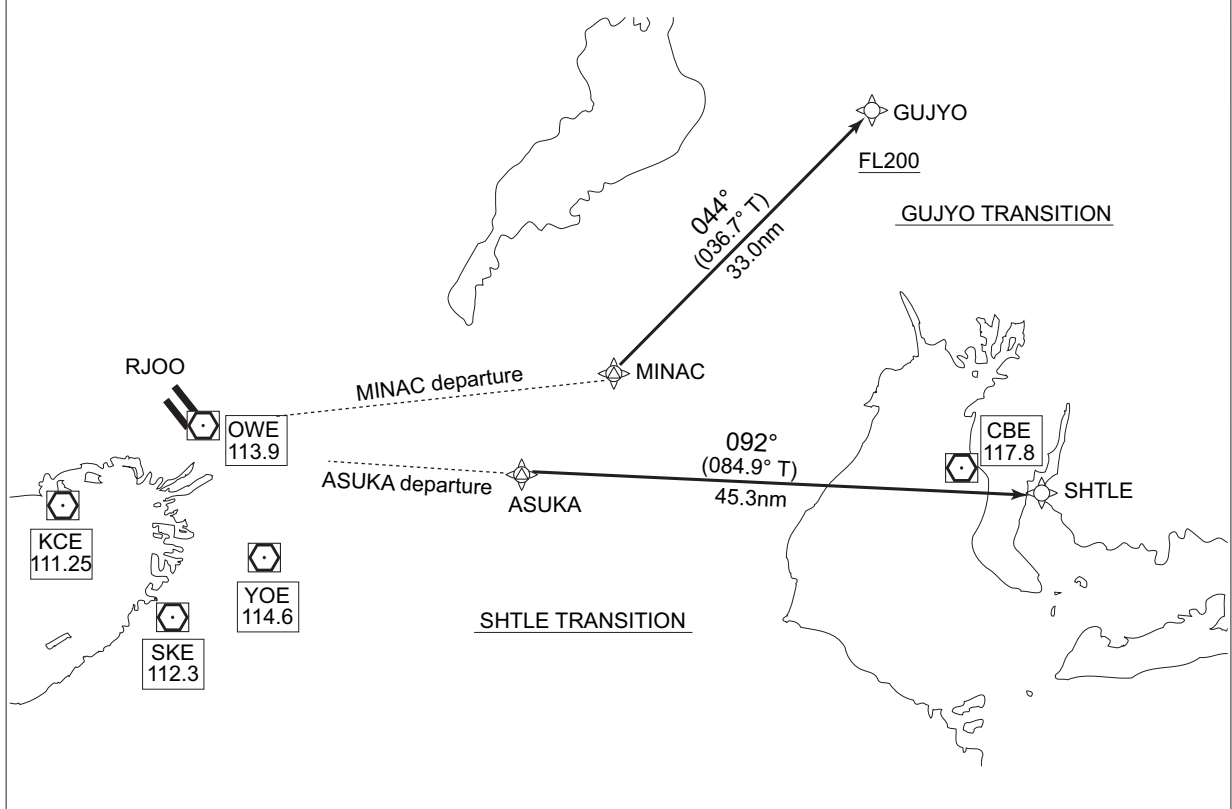 GUJYO
FL200
GUJYO TRANSITION
044°
(036.7° T)
33.0nm
RJOO
MINAC departure
MINAC
OWE
113.9
CBE
117.8
092°
(084.9° T)
45.3nm
ASUKA departure
ASUKA
SHTLE
KCE
111.25
YOE
114.6
SHTLE TRANSITION
SKE
112.3